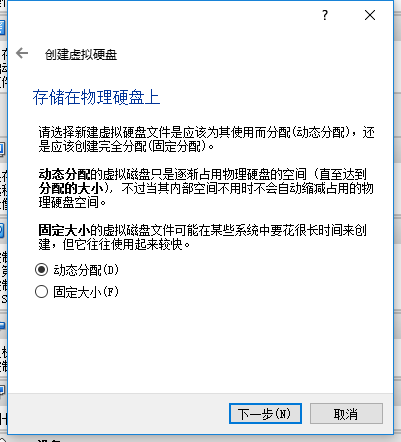 ?
创建虚拟硬盘
存储在物理硬盘上
请选择新建虚拟硬盘文件是应该为其使用而分配(动态分配)，还
是应该创建完全分配(固定分配)。
动态分配的虚拟磁盘只是逐渐占用物理硬盘的空间（直至达到
分配的大小），不过当其内部空间不用时不会自动缩减占用的物
理硬盘空间。
固定大小的虚拟磁盘文件可能在某些系统中要花很长时间来创
建，但它往往使用起来较快。
动态分配(D)
固定大小(F)
下一步(N)
取消